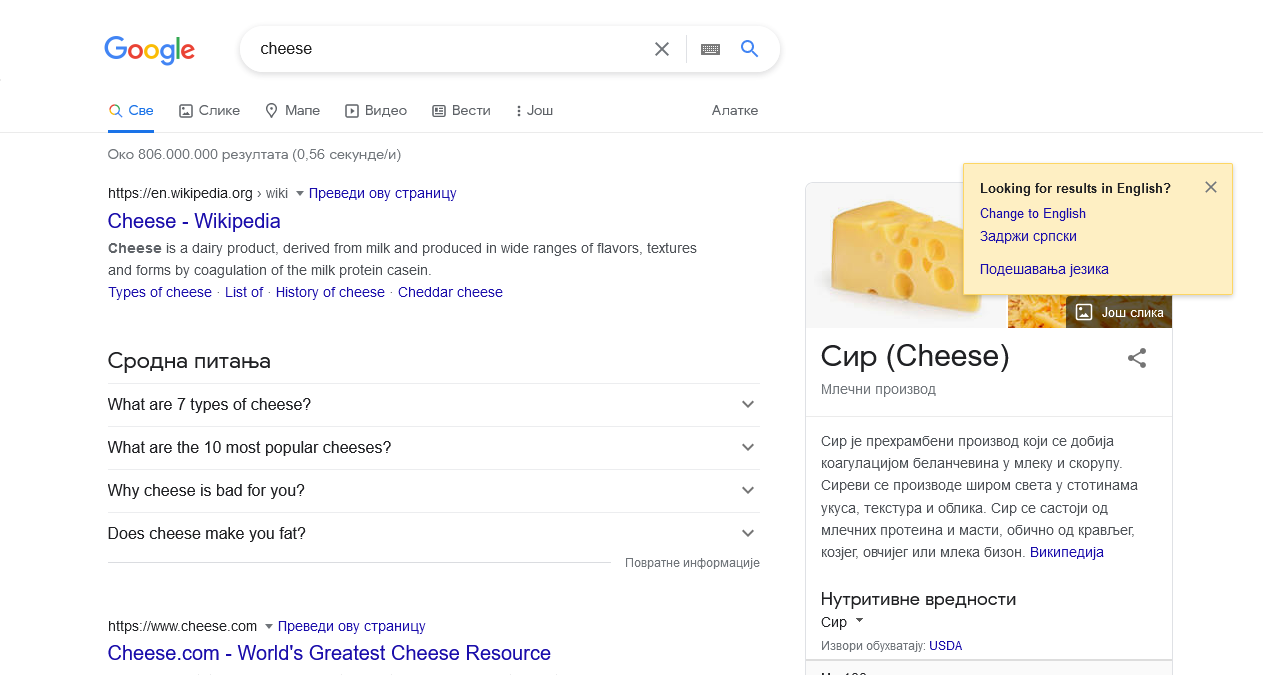 Google
cheese
Све
Слике
Мапе
Видео
Вести
Још
Алатке
Око 806.000.000 резултата (0,56 секунде/и)
https://en.wikipedia.org › wiki Преведи ову страницу
Cheese - Wikipedia
Cheese is a dairy product, derived from milk and produced in wide ranges of flavors, textures
and forms by coagulation of the milk protein casein.
Types of cheese · List of · History of cheese · Cheddar cheese
Сродна питања
What are 7 types of cheese?
What are the 10 most popular cheeses?
Why cheese is bad for you?
Does cheese make you fat?
Повратне информације
https://www.cheese.com Преведи ову страницу
Cheese.com - World's Greatest Cheese Resource
Looking for results in English?
Change to English
Задржи српски
Подешавања језика
Још слика
Сир (Cheese)
Млечни производ
Сир је прехрамбени производ који се добија
коагулацијом беланчевина у млеку и скорупу.
Сиреви се производе широм света у стотинама
укуса, текстура и облика. Сир се састоји од
млечних протеина и масти, обично од крављег,
козјег, овчијег или млека бизон. Википедија
Нутритивне вредности
Сир
Извори обухватају: USDA